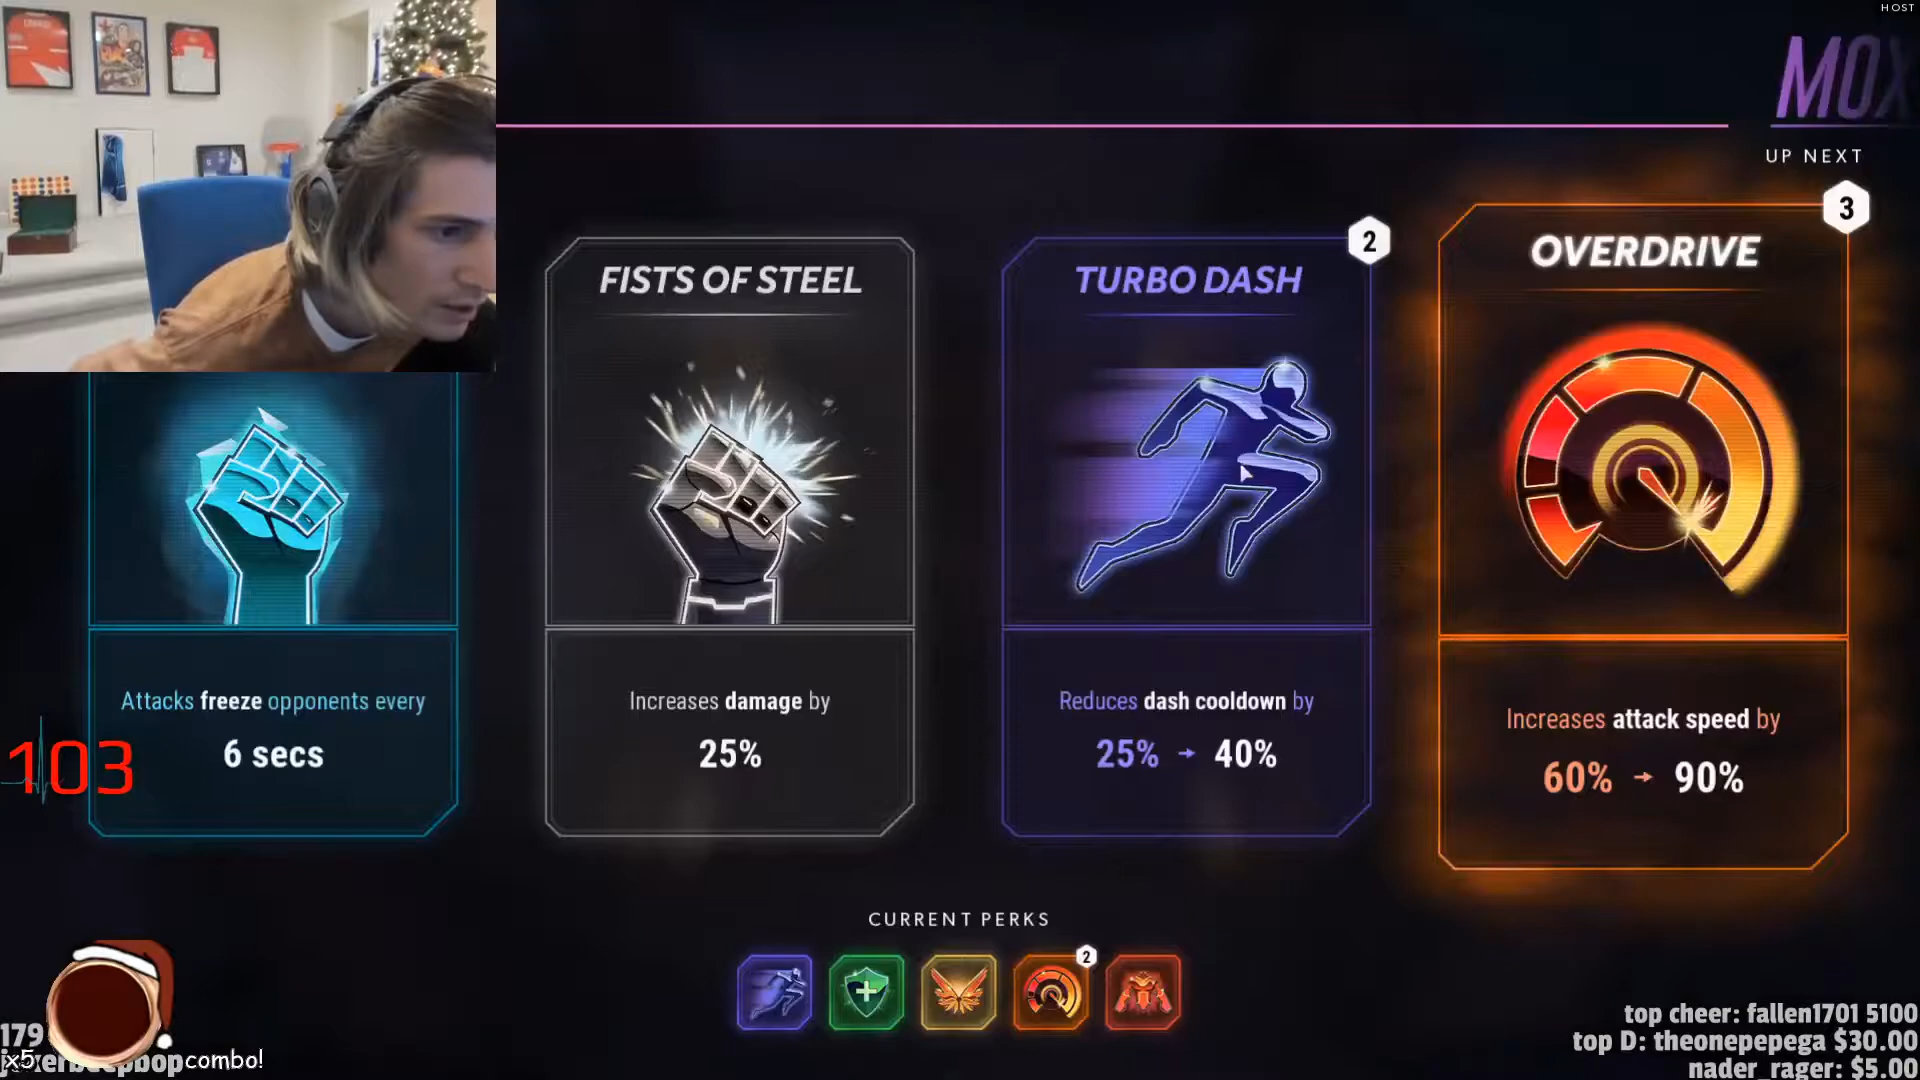 HOST
MOX
UP NEXT
3
OVERDRIVE
2
FISTS OF STEEL
TURBO DASH
Attacks freeze opponents every
6 secs
Increases damage by
25%
Reduces dash cooldown by
25% → 40%
Increases attack speed by
60% → 90%
103
CURRENT PERKS
2
top cheer: fallen1701 5100
top D: theonepepega $30.00
nader_rager: $5.00
179
x5 combo!